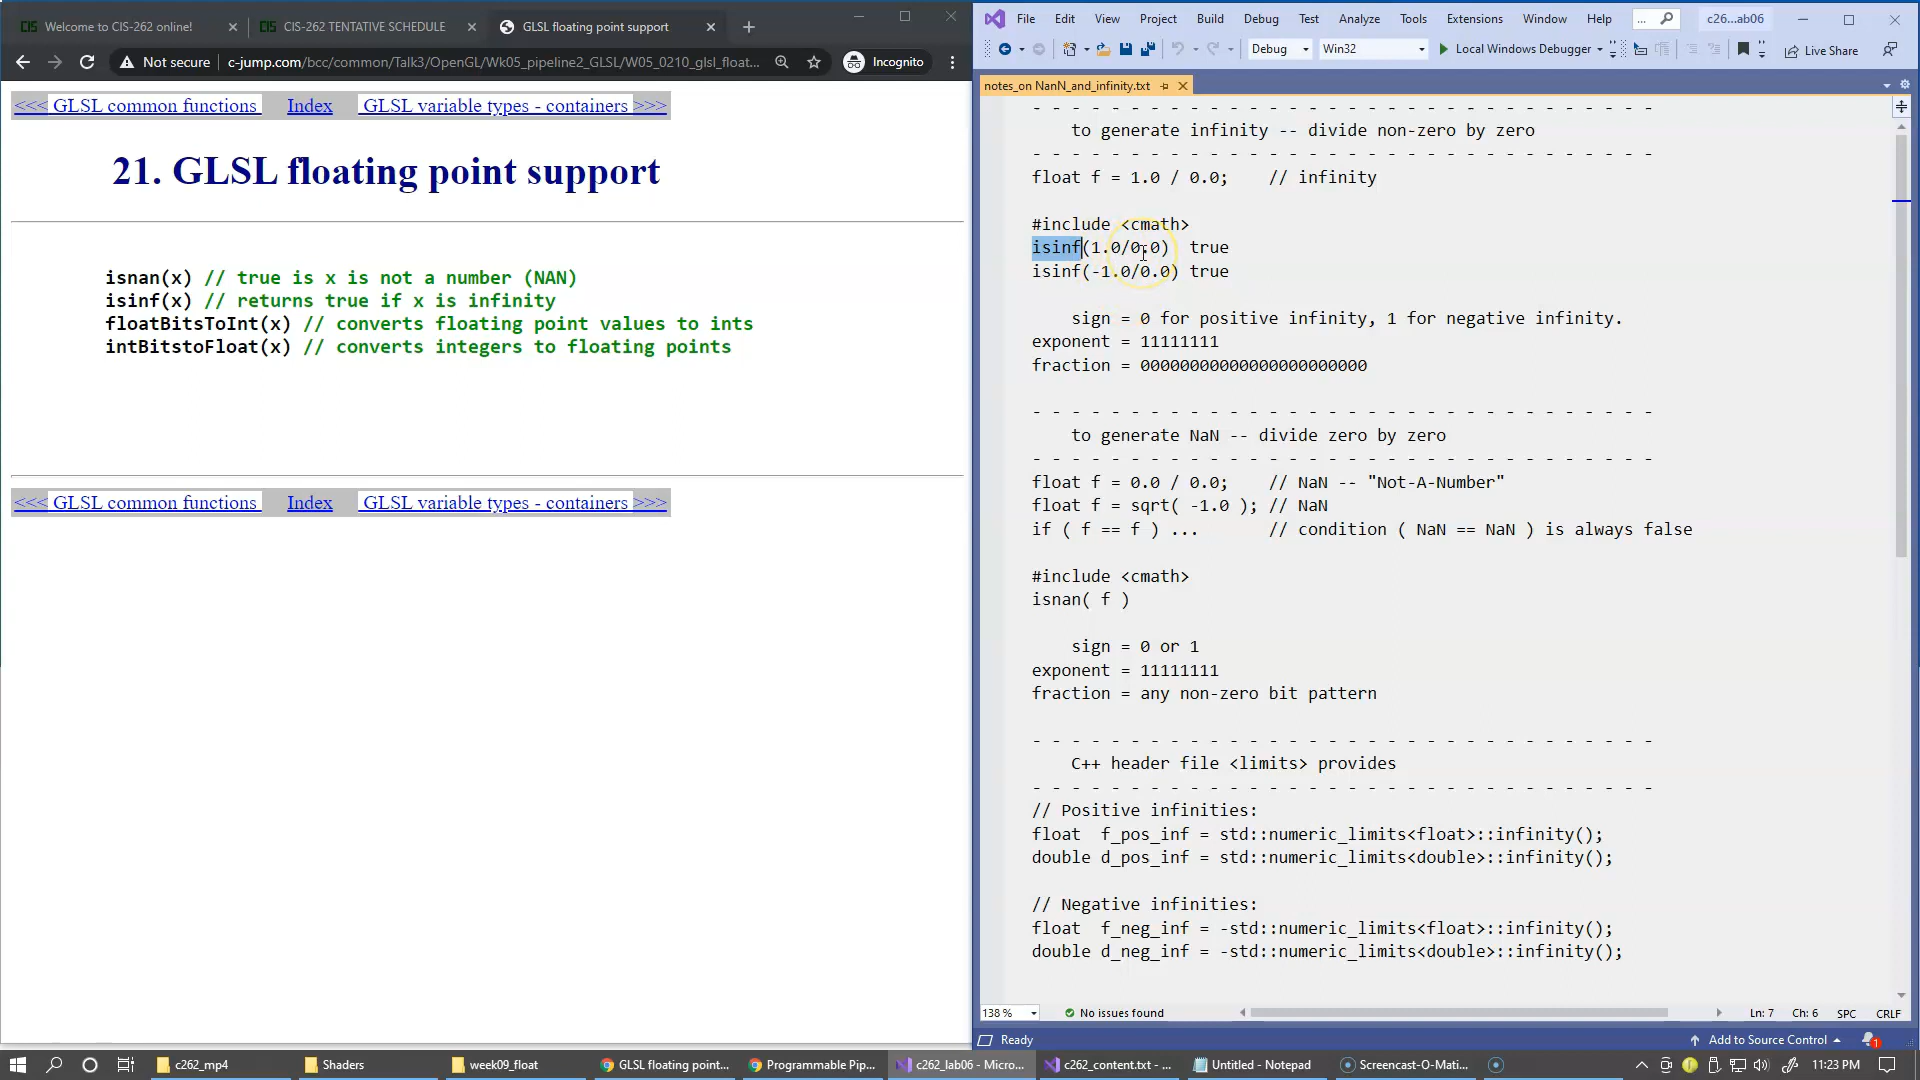 Welcome to CIS-262 online!
CIS-262 TENTATIVE SCHEDULE
GLSL floating point support
Not secure
c-jump.com/bcc/common/Talk3/OpenGL/Wk05_pipeline2_GLSL/W05_0210_glsl_float...
Incognito
<<< GLSL common functions
Index
GLSL variable types - containers >>>
21. GLSL floating point support
isnan(x) // true is x is not a number (NAN)
isinf(x) // returns true if x is infinity
floatBitsToInt(x) // converts floating point values to ints
intBitstoFloat(x) // converts integers to floating points
<<< GLSL common functions
Index
GLSL variable types - containers >>>
File Edit View Project Build Debug Test Analyze Tools Extensions Window Help
...
c26...ab06
Debug
Win32
Local Windows Debugger
Live Share
notes_on NanN_and_infinity.txt
- - - - - - - - - - - - - - - - - - - - - - - - - - - - - - - -
to generate infinity -- divide non-zero by zero
- - - - - - - - - - - - - - - - - - - - - - - - - - - - - - - -
float f = 1.0 / 0.0;    // infinity
#include <cmath>
isinf(1.0/0.0)  true
isinf(-1.0/0.0) true
sign = 0 for positive infinity, 1 for negative infinity.
exponent = 11111111
fraction = 00000000000000000000000
- - - - - - - - - - - - - - - - - - - - - - - - - - - - - - - -
to generate NaN -- divide zero by zero
- - - - - - - - - - - - - - - - - - - - - - - - - - - - - - - -
float f = 0.0 / 0.0;    // NaN -- "Not-A-Number"
float f = sqrt( -1.0 ); // NaN
if ( f == f ) ...       // condition ( NaN == NaN ) is always false
#include <cmath>
isnan( f )
sign = 0 or 1
exponent = 11111111
fraction = any non-zero bit pattern
- - - - - - - - - - - - - - - - - - - - - - - - - - - - - - - -
C++ header file <limits> provides
- - - - - - - - - - - - - - - - - - - - - - - - - - - - - - - -
// Positive infinities:
float  f_pos_inf = std::numeric_limits<float>::infinity();
double d_pos_inf = std::numeric_limits<double>::infinity();
// Negative infinities:
float  f_neg_inf = -std::numeric_limits<float>::infinity();
double d_neg_inf = -std::numeric_limits<double>::infinity();
138 %
No issues found
Ln: 7
Ch: 6
SPC
CRLF
Ready
Add to Source Control
1
c262_mp4
Shaders
week09_float
GLSL floating point...
Programmable Pip...
c262_lab06 - Micro...
c262_content.txt - ...
Untitled - Notepad
Screencast-O-Mati...
11:23 PM